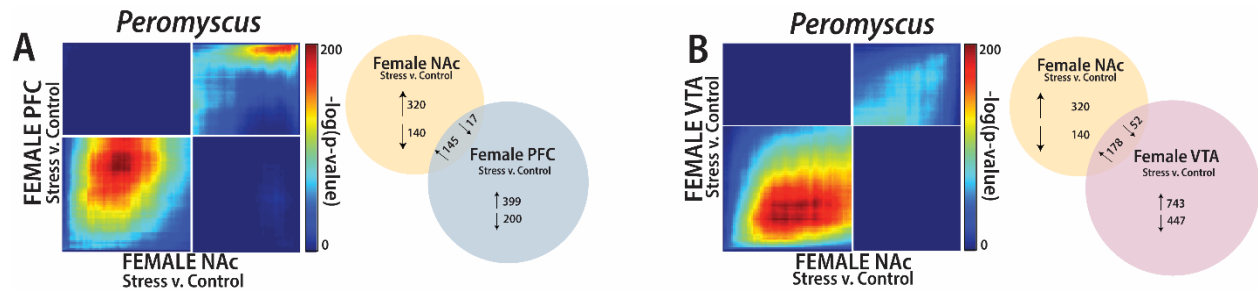 Peromyscus
A
FEMALE PFC
Stress v. Control
200
-log(p-value)
0
FEMALE NAc
Stress v. Control
Female NAc
Stress v. Control
↑ 320
↓ 140
↑ 145 ↓ 17
Female PFC
Stress v. Control
↑ 399
↓ 200
Peromyscus
B
FEMALE VTA
Stress v. Control
200
-log(p-value)
0
FEMALE NAc
Stress v. Control
Female NAc
Stress v. Control
↑ 320
↓ 140
↑ 178 ↓ 52
Female VTA
Stress v. Control
↑ 743
↓ 447